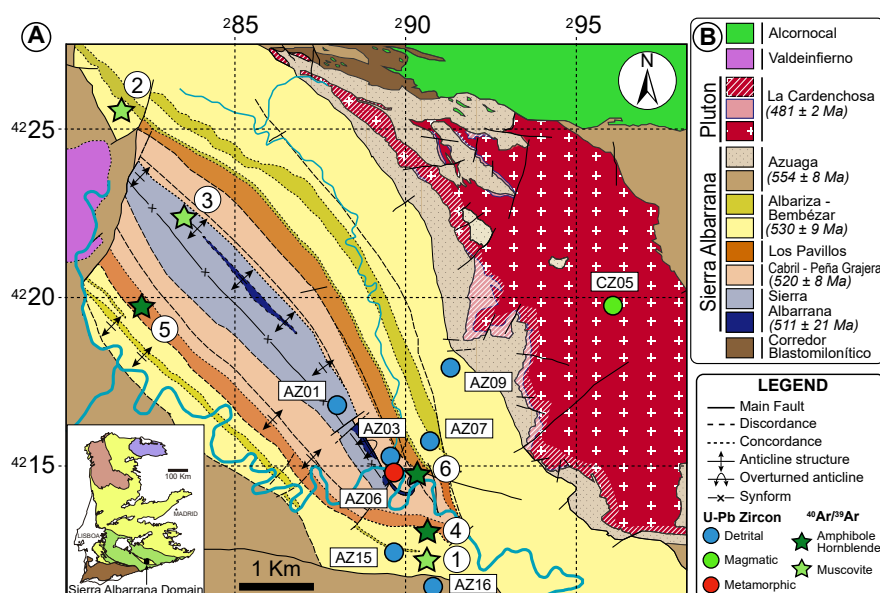 A
285
290
295
B
4225
4220
4215
N
2
3
5
6
4
1
CZ05
AZ09
AZ01
AZ03
AZ07
AZ06
AZ15
AZ16
1 Km
100 Km
MADRID
LISBOA
Sierra Albarrana Domain
Alcornocal
Valdeinfierno
Pluton
La Cardenchosa
(481 ± 2 Ma)
Sierra Albarrana
Azuaga
(554 ± 8 Ma)
Albariza -
Bembézar
(530 ± 9 Ma)
Los Pavillos
Cabril - Peña Grajera
(520 ± 8 Ma)
Sierra
Albarrana
(511 ± 21 Ma)
Corredor
Blastomilonítico
LEGEND
Main Fault
Discordance
Concordance
Anticline structure
Overturned anticline
Synform
U-Pb Zircon
Detrital
Magmatic
Metamorphic
⁴⁰Ar/³⁹Ar
Amphibole
Hornblende
Muscovite